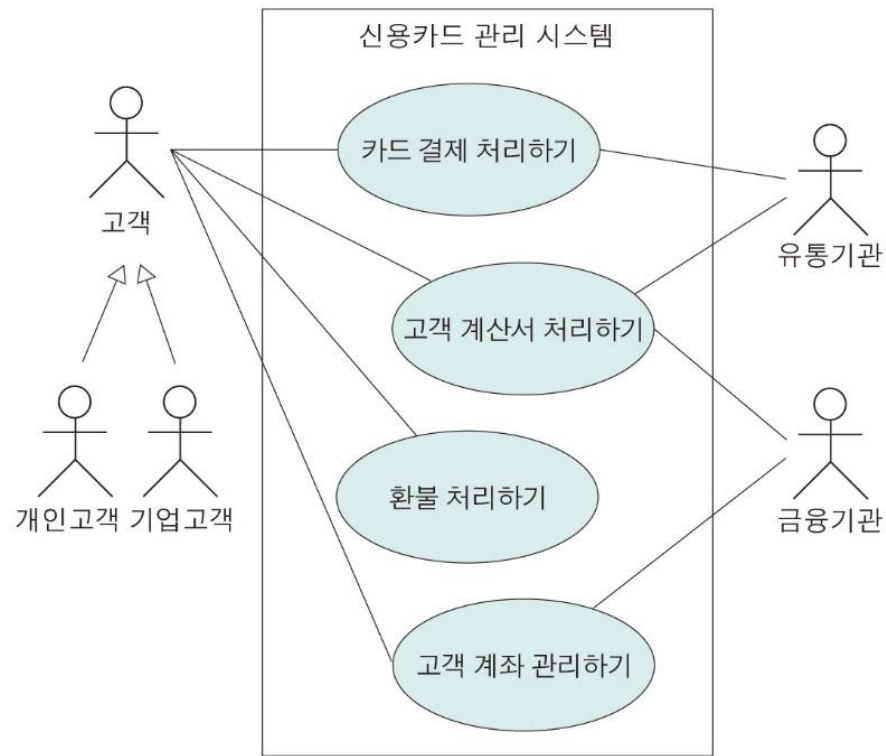 신용카드 관리 시스템
카드 결제 처리하기
고객
유통기관
고객 계산서 처리하기
환불 처리하기
개인고객 기업고객
금융기관
고객 계좌 관리하기